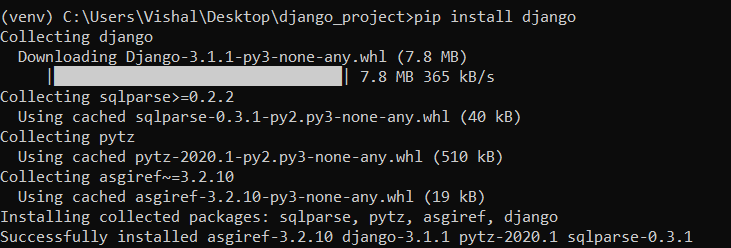 (venv) C:\Users\Vishal\Desktop\django_project>pip install django
Collecting django
  Downloading Django-3.1.1-py3-none-any.whl (7.8 MB)
     |████████████████████████████████| 7.8 MB 365 kB/s
Collecting sqlparse>=0.2.2
  Using cached sqlparse-0.3.1-py2.py3-none-any.whl (40 kB)
Collecting pytz
  Using cached pytz-2020.1-py2.py3-none-any.whl (510 kB)
Collecting asgiref~=3.2.10
  Using cached asgiref-3.2.10-py3-none-any.whl (19 kB)
Installing collected packages: sqlparse, pytz, asgiref, django
Successfully installed asgiref-3.2.10 django-3.1.1 pytz-2020.1 sqlparse-0.3.1